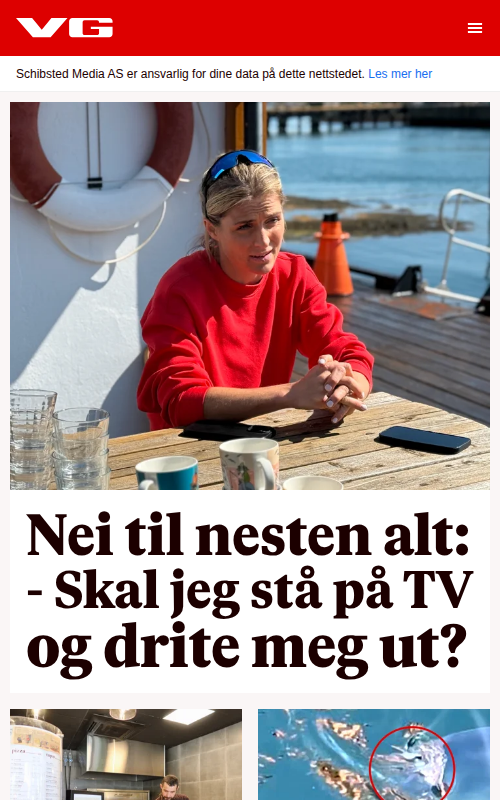 VG
Schibsted Media AS er ansvarlig for dine data på dette nettstedet. Les mer her
Nei til nesten alt:
- Skal jeg stå på TV
og drite meg ut?